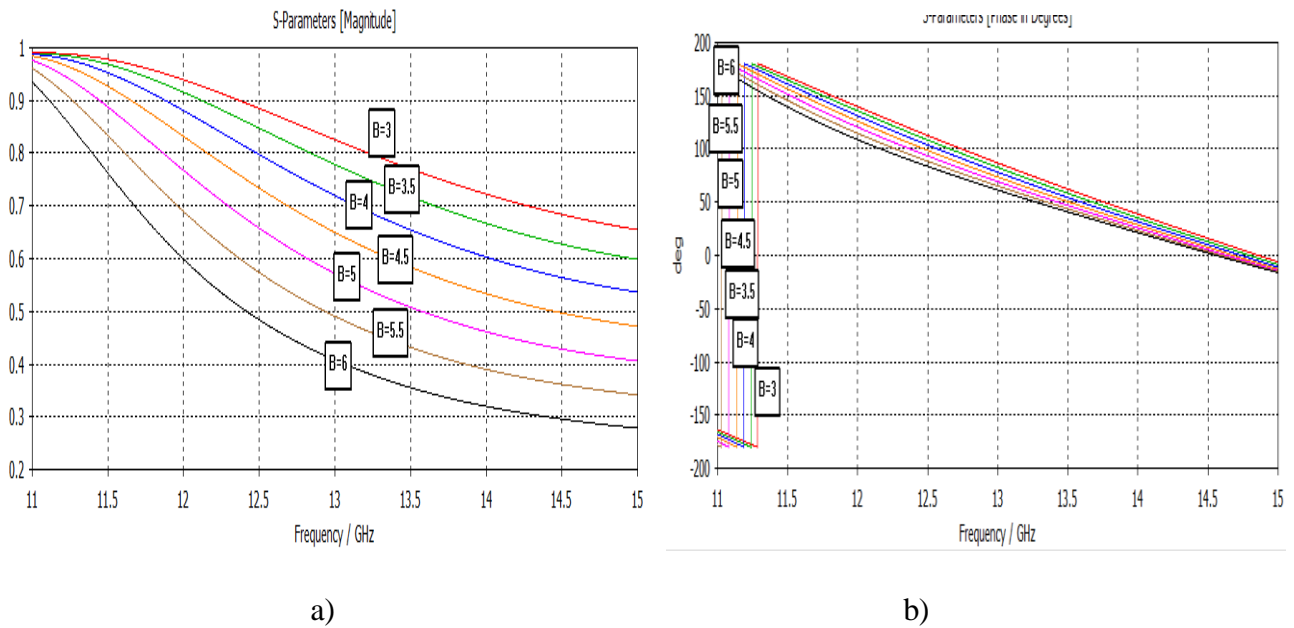 S-Parameters [Magnitude]
1
0.9
0.8
0.7
0.6
0.5
0.4
0.3
0.2
B=3
B=3.5
B=4
B=4.5
B=5
B=5.5
B=6
11
11.5
12
12.5
13
13.5
14
14.5
15
Frequency / GHz
a)
S-Parameters [Phase in Degrees]
200
150
100
50
0
-50
-100
-150
-200
deg
B=6
B=5.5
B=5
B=4.5
B=3.5
B=4
B=3
11
11.5
12
12.5
13
13.5
14
14.5
15
Frequency / GHz
b)